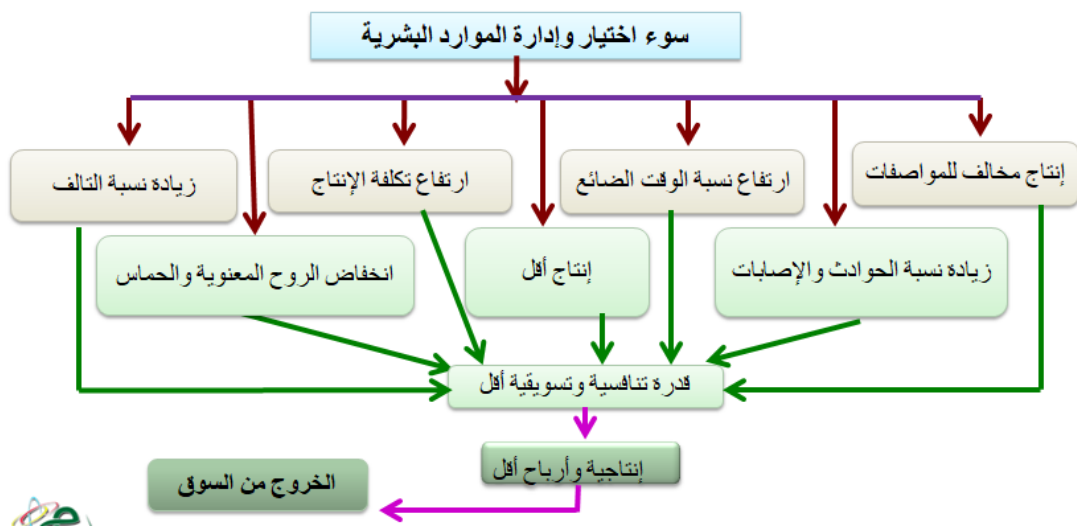 سوء اختيار وإدارة الموارد البشرية
إنتاج مخالف للمواصفات
ارتفاع نسبة الوقت الضائع
ارتفاع تكلفة الإنتاج
زيادة نسبة التالف
زيادة نسبة الحوادث والإصابات
إنتاج أقل
انخفاض الروح المعنوية والحماس
قدرة تنافسية وتسويقية أقل
إنتاجية وأرباح أقل
الخروج من السوق